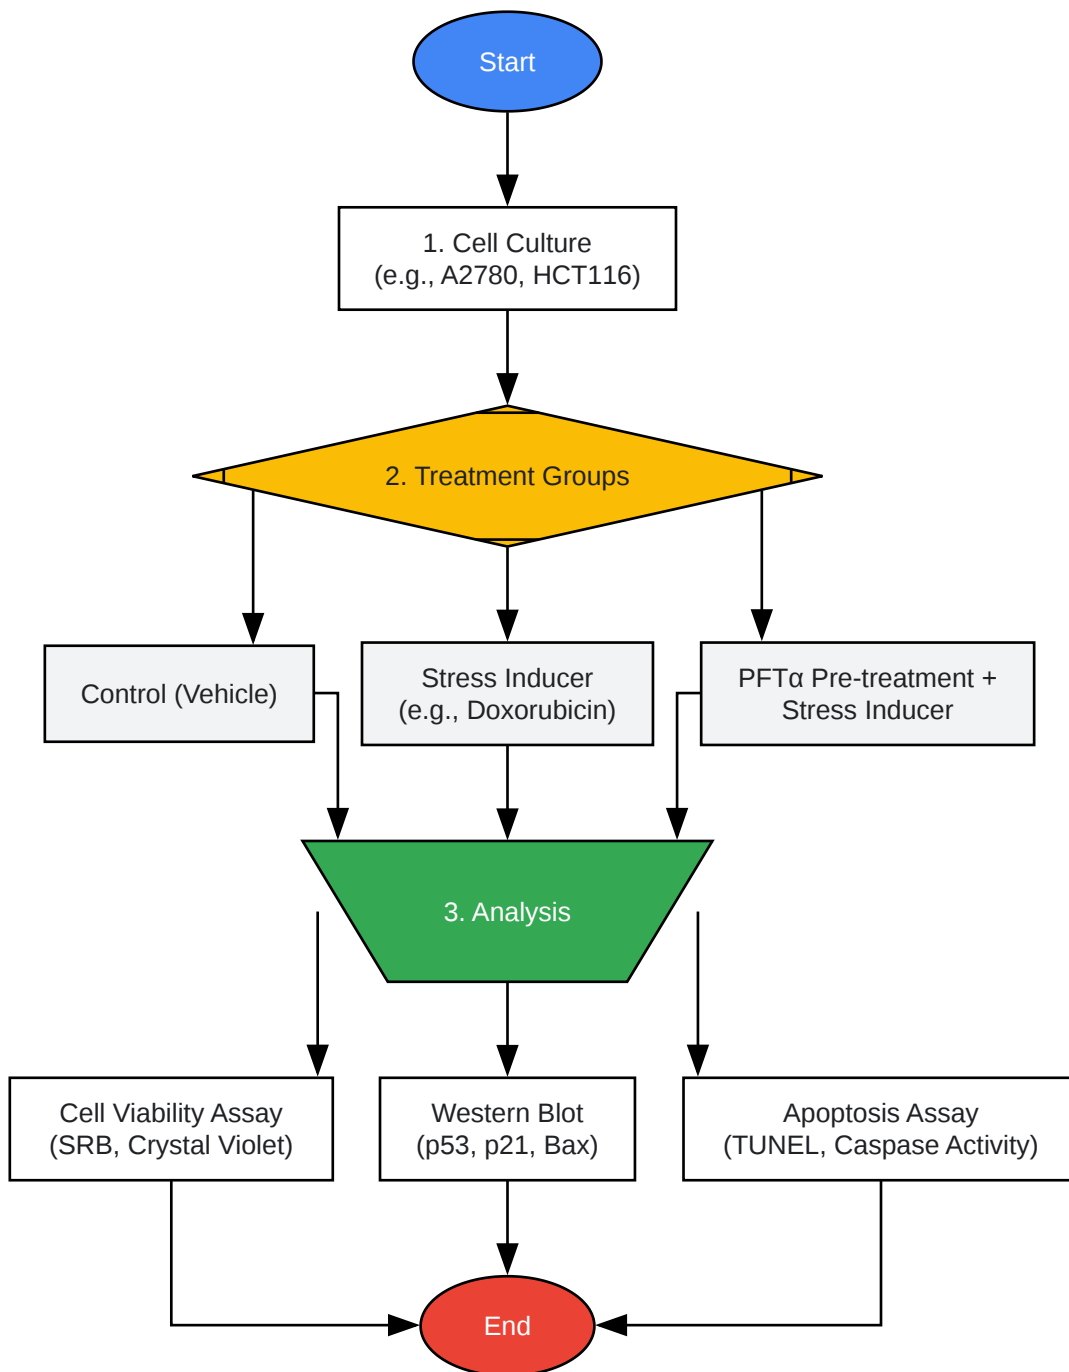 Start
1. Cell Culture
(e.g., A2780, HCT116)
2. Treatment Groups
Control (Vehicle)
Stress Inducer
(e.g., Doxorubicin)
PFTα Pre-treatment +
Stress Inducer
3. Analysis
Cell Viability Assay
(SRB, Crystal Violet)
Western Blot
(p53, p21, Bax)
Apoptosis Assay
(TUNEL, Caspase Activity)
End